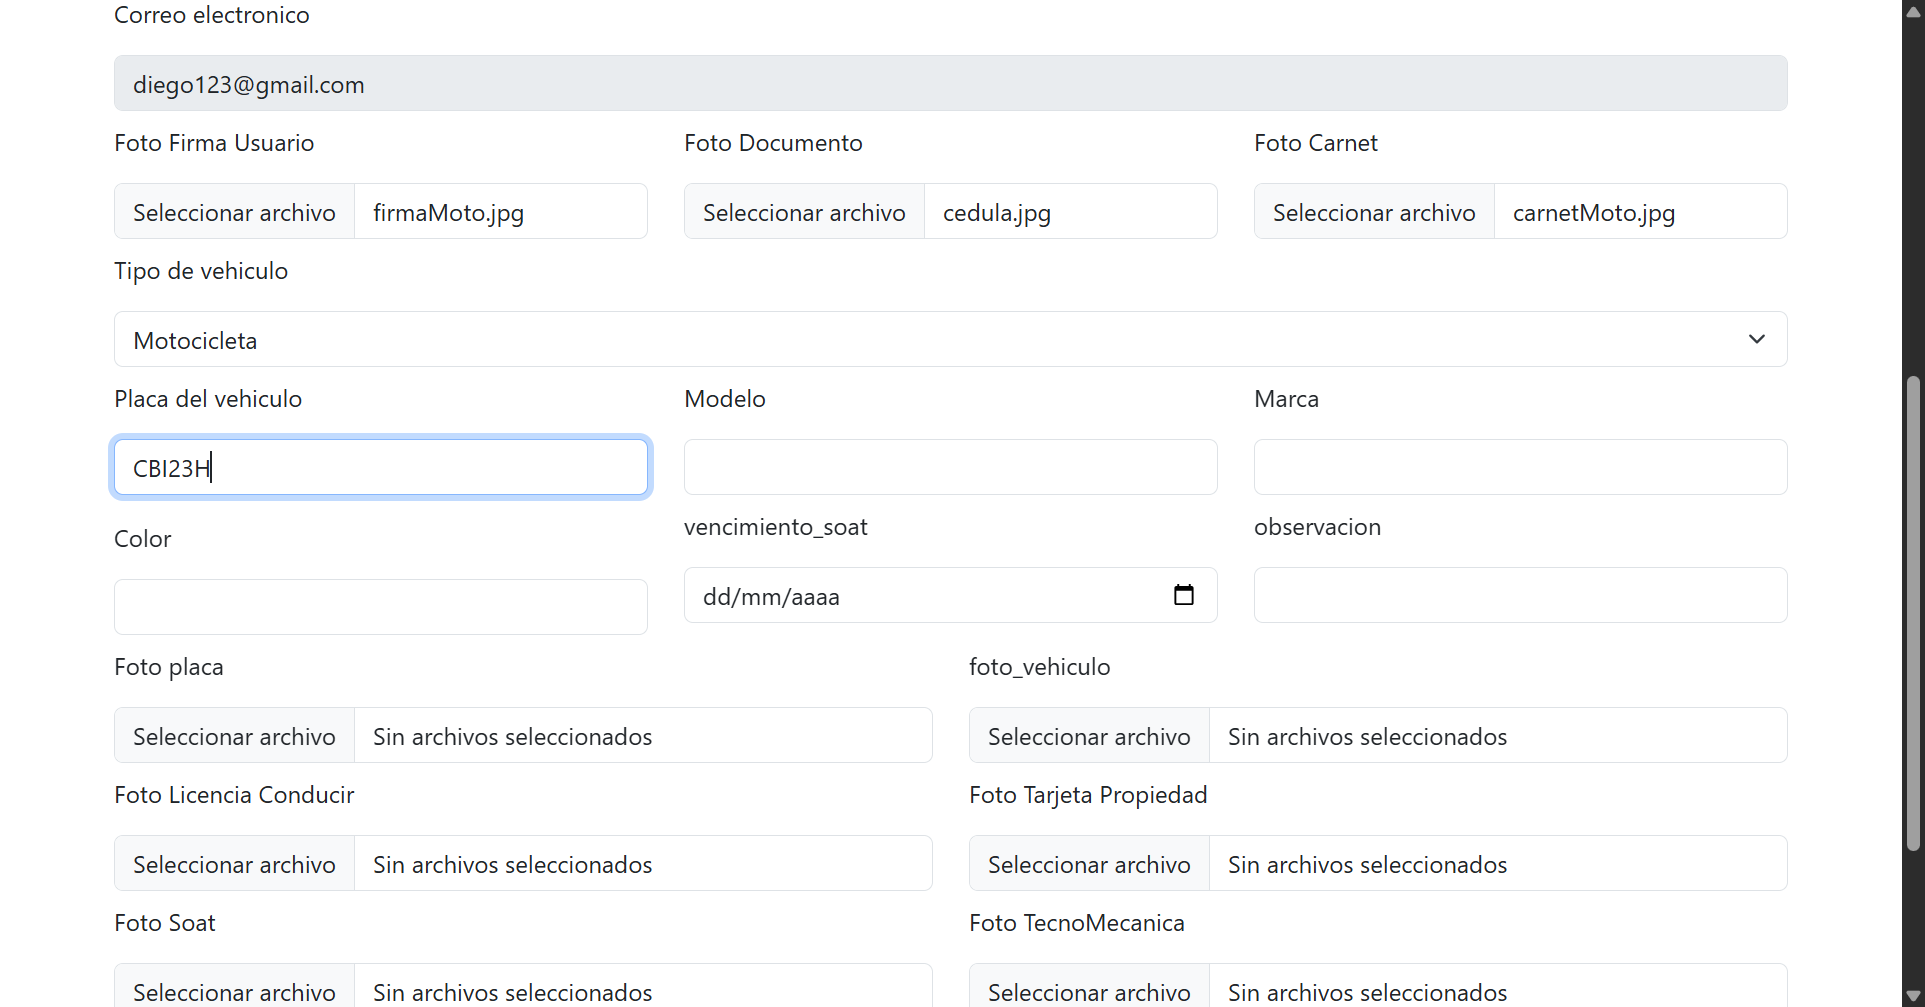 Correo electronico
diego123@gmail.com
Foto Firma Usuario Foto Documento Foto Carnet
Seleccionar archivo firmaMoto.jpg Seleccionar archivo cedula.jpg Seleccionar archivo carnetMoto.jpg
Tipo de vehiculo
Motocicleta
Placa del vehiculo Modelo Marca
CBI23H
Color vencimiento_soat observacion
dd/mm/aaaa
Foto placa foto_vehiculo
Seleccionar archivo Sin archivos seleccionados Seleccionar archivo Sin archivos seleccionados
Foto Licencia Conducir Foto Tarjeta Propiedad
Seleccionar archivo Sin archivos seleccionados Seleccionar archivo Sin archivos seleccionados
Foto Soat Foto TecnoMecanica
Seleccionar archivo Sin archivos seleccionados Seleccionar archivo Sin archivos seleccionados